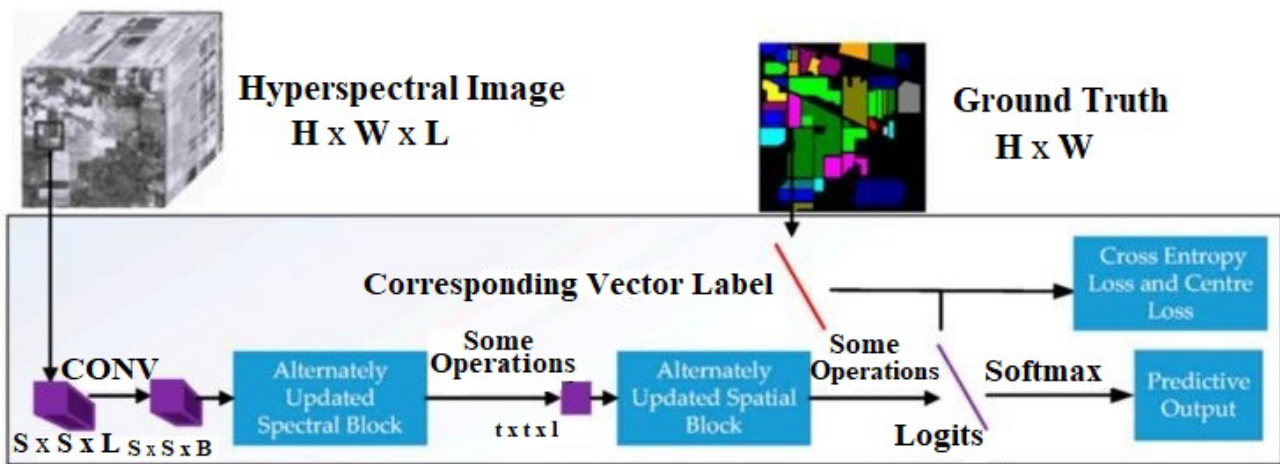 Hyperspectral Image
H x W x L
Ground Truth
H x W
Corresponding Vector Label
Cross Entropy
Loss and Centre
Loss
CONV
Alternately
Updated
Spectral Block
Some
Operations
Alternately
Updated Spatial
Block
Some
Operations
Softmax
Predictive
Output
S x S x L
S x S x B
t x t x l
Logits